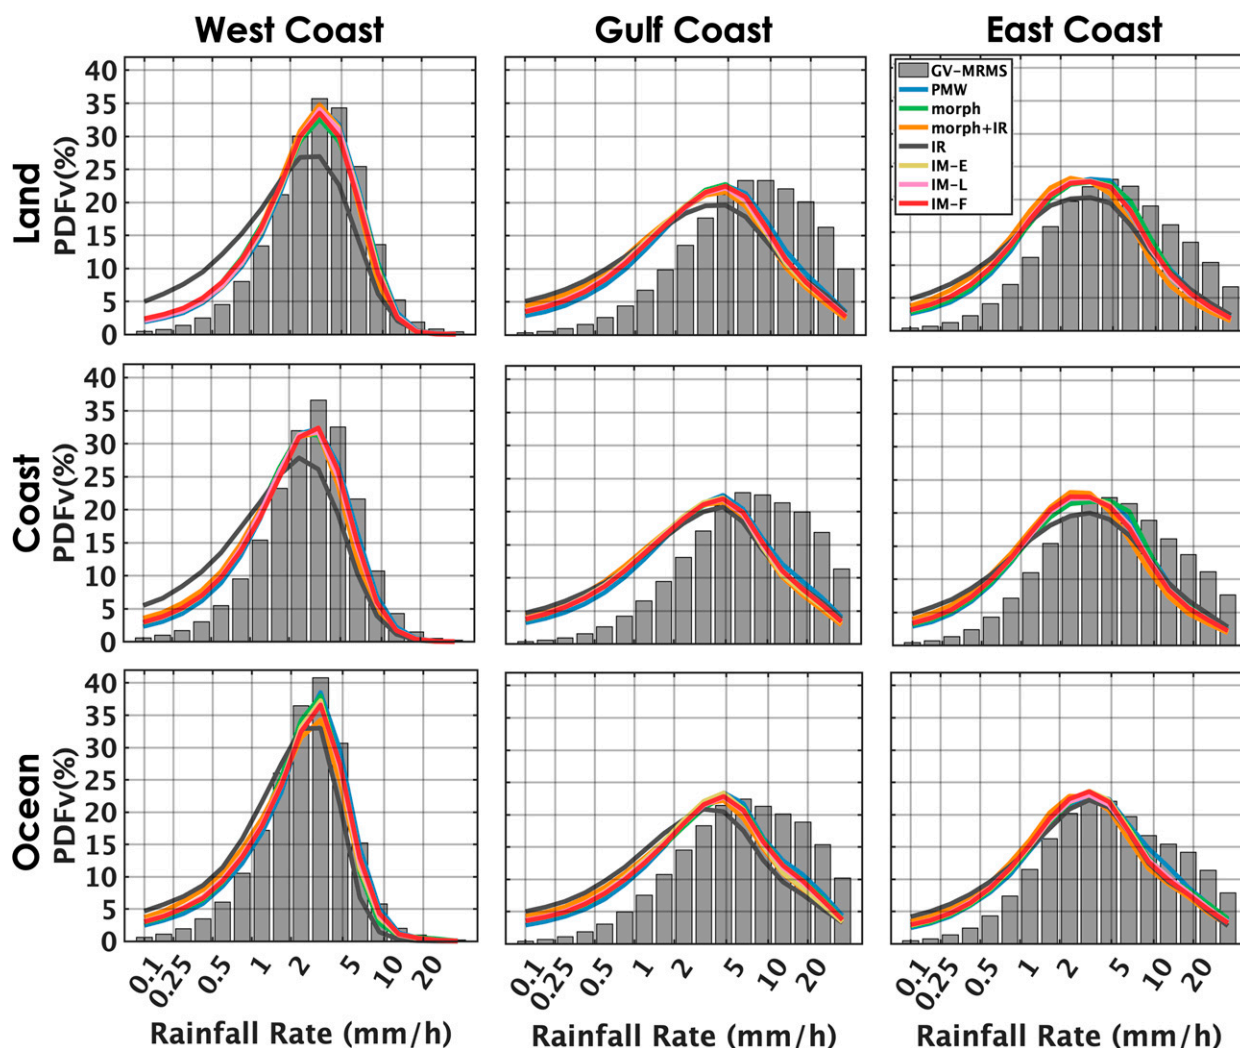 West Coast Gulf Coast East Coast
Land
PDFv(%)
40
35
30
25
20
15
10
5
0
GV-MRMS
PMW
morph
morph+IR
IR
IM-E
IM-L
IM-F
Coast
PDFv(%)
40
35
30
25
20
15
10
5
0
Ocean
PDFv(%)
40
35
30
25
20
15
10
5
0
0.1 0.25 0.5 1 2 5 10 20 0.1 0.25 0.5 1 2 5 10 20 0.1 0.25 0.5 1 2 5 10 20
Rainfall Rate (mm/h) Rainfall Rate (mm/h) Rainfall Rate (mm/h)